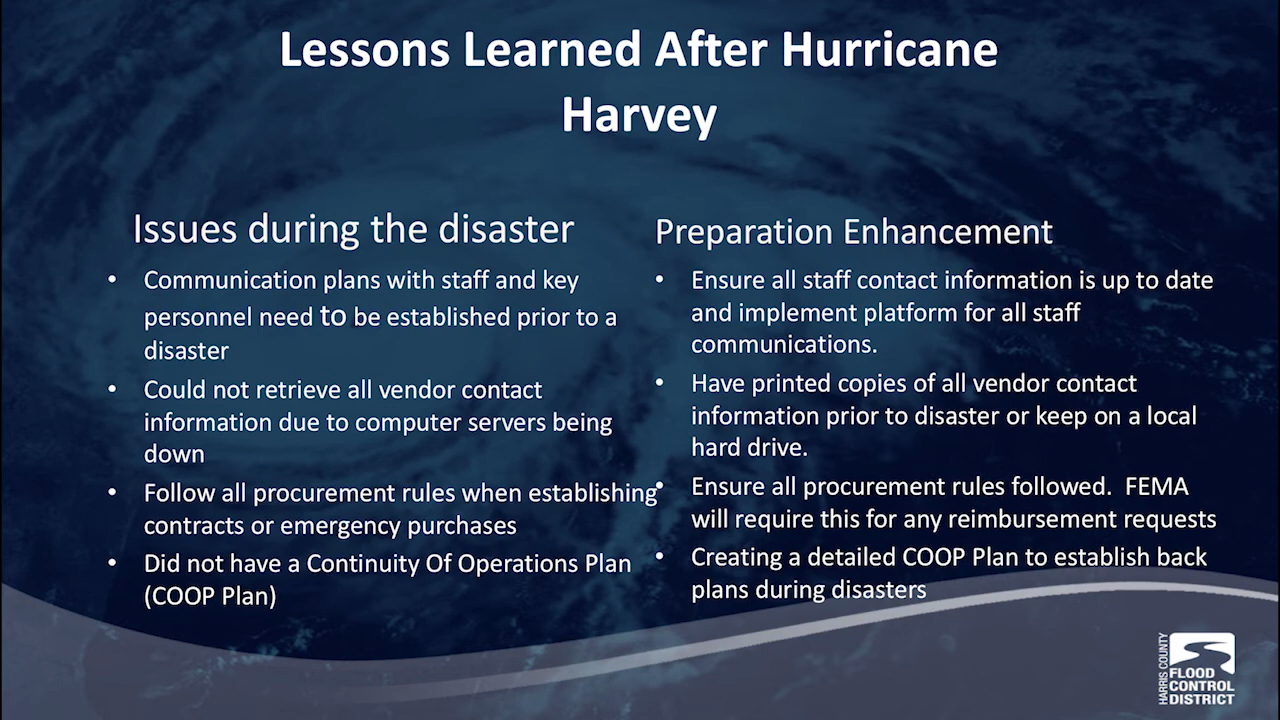 Lessons Learned After Hurricane
Harvey
Issues during the disaster
• Communication plans with staff and key
personnel need to be established prior to a
disaster
• Could not retrieve all vendor contact
information due to computer servers being
down
• Follow all procurement rules when establishing
contracts or emergency purchases
• Did not have a Continuity Of Operations Plan
(COOP Plan)
Preparation Enhancement
• Ensure all staff contact information is up to date
and implement platform for all staff
communications.
• Have printed copies of all vendor contact
information prior to disaster or keep on a local
hard drive.
• Ensure all procurement rules followed.  FEMA
will require this for any reimbursement requests
• Creating a detailed COOP Plan to establish back
plans during disasters
HARRIS COUNTY
FLOOD
CONTROL
DISTRICT